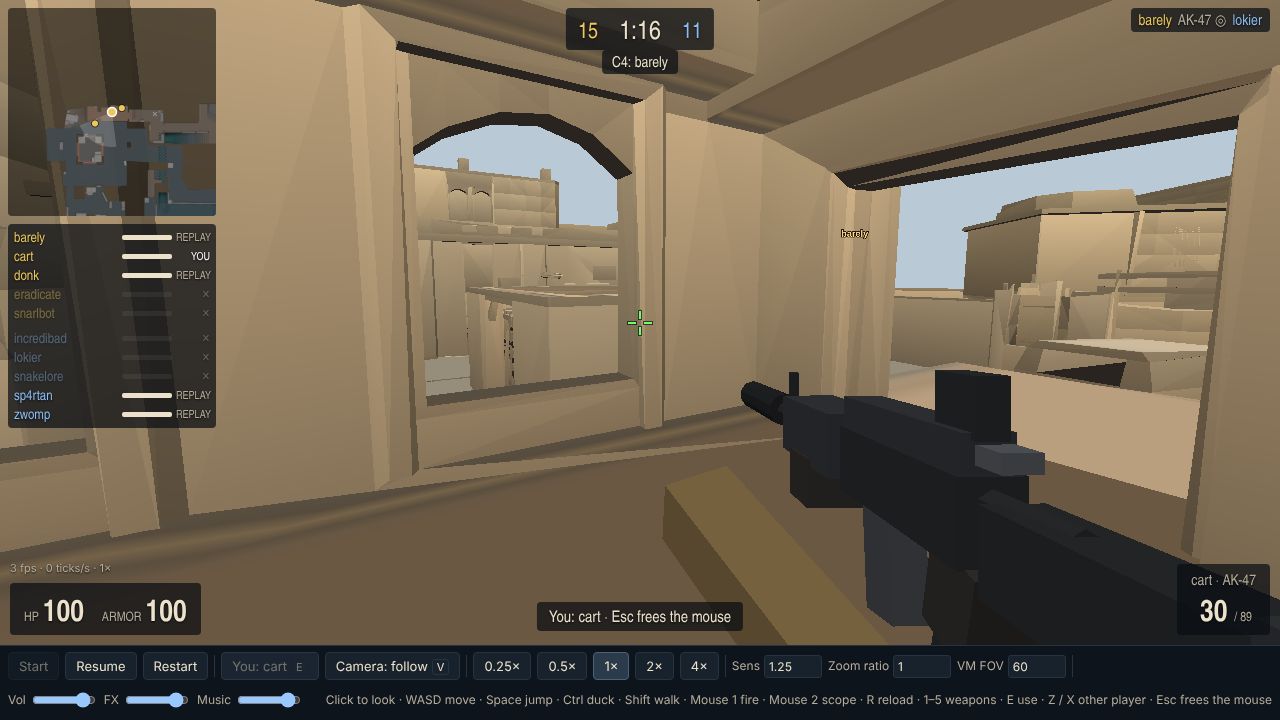 15 1:16 11
C4: barely
barely AK-47 lokier
barely REPLAY
cart YOU
donk REPLAY
eradicate ×
snarlbot ×
incredibad ×
lokier ×
snakelore ×
sp4rtan REPLAY
zwomp REPLAY
barely
3 fps · 0 ticks/s · 1×
HP 100 ARMOR 100
You: cart · Esc frees the mouse
cart · AK-47
30 / 89
Start Resume Restart You: cart E Camera: follow V 0.25× 0.5× 1× 2× 4× Sens 1.25 Zoom ratio 1 VM FOV 60
Vol FX Music Click to look · WASD move · Space jump · Ctrl duck · Shift walk · Mouse 1 fire · Mouse 2 scope · R reload · 1–5 weapons · E use · Z / X other player · Esc frees the mouse